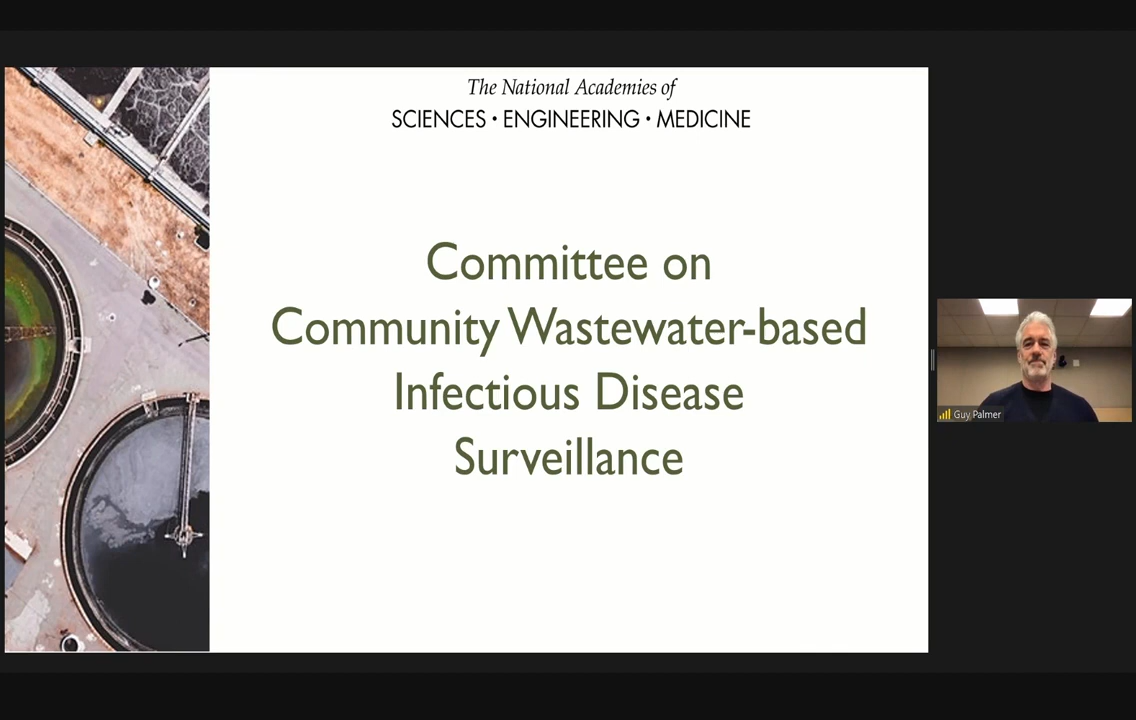 The National Academies of
SCIENCES • ENGINEERING • MEDICINE
Committee on
Community Wastewater-based
Infectious Disease
Surveillance
Guy Palmer